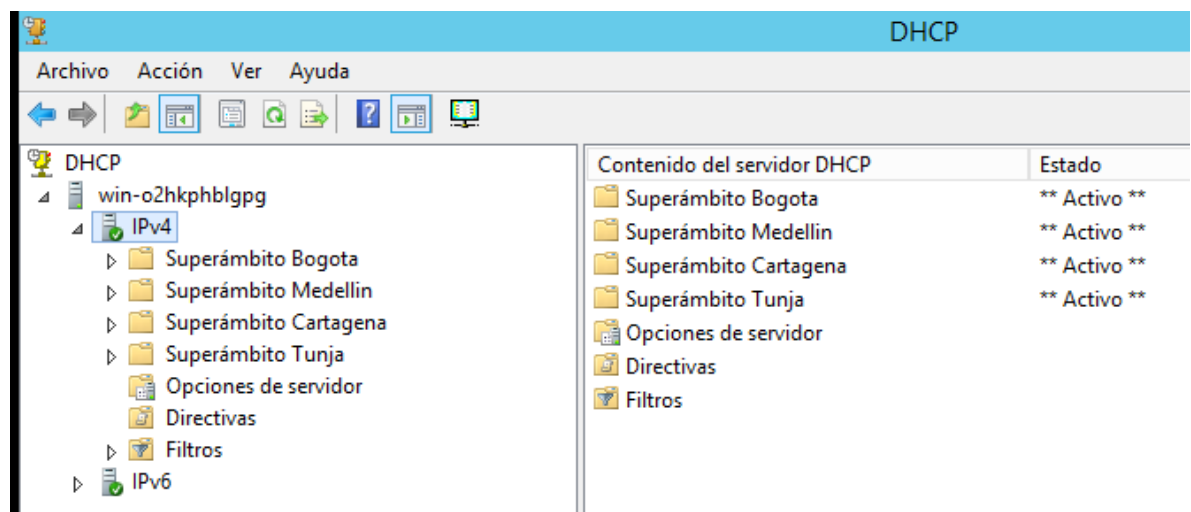 DHCP
Archivo Acción Ver Ayuda
DHCP
win-o2hkphblgpg
IPv4
Superámbito Bogota
Superámbito Medellin
Superámbito Cartagena
Superámbito Tunja
Opciones de servidor
Directivas
Filtros
IPv6
Contenido del servidor DHCP Estado
Superámbito Bogota ** Activo **
Superámbito Medellin ** Activo **
Superámbito Cartagena ** Activo **
Superámbito Tunja ** Activo **
Opciones de servidor
Directivas
Filtros